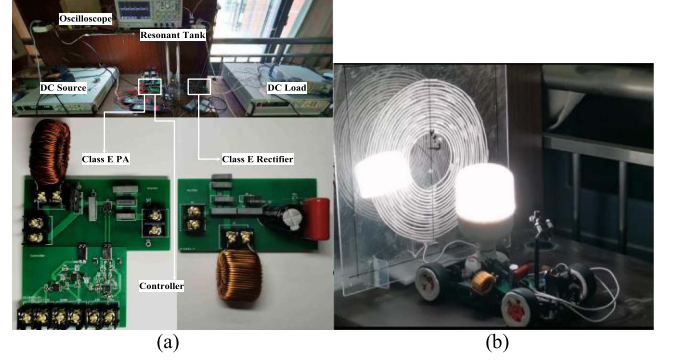 Oscilloscope
Resonant Tank
DC Source
DC Load
Class E PA
Class E Rectifier
Controller
(a)
(b)